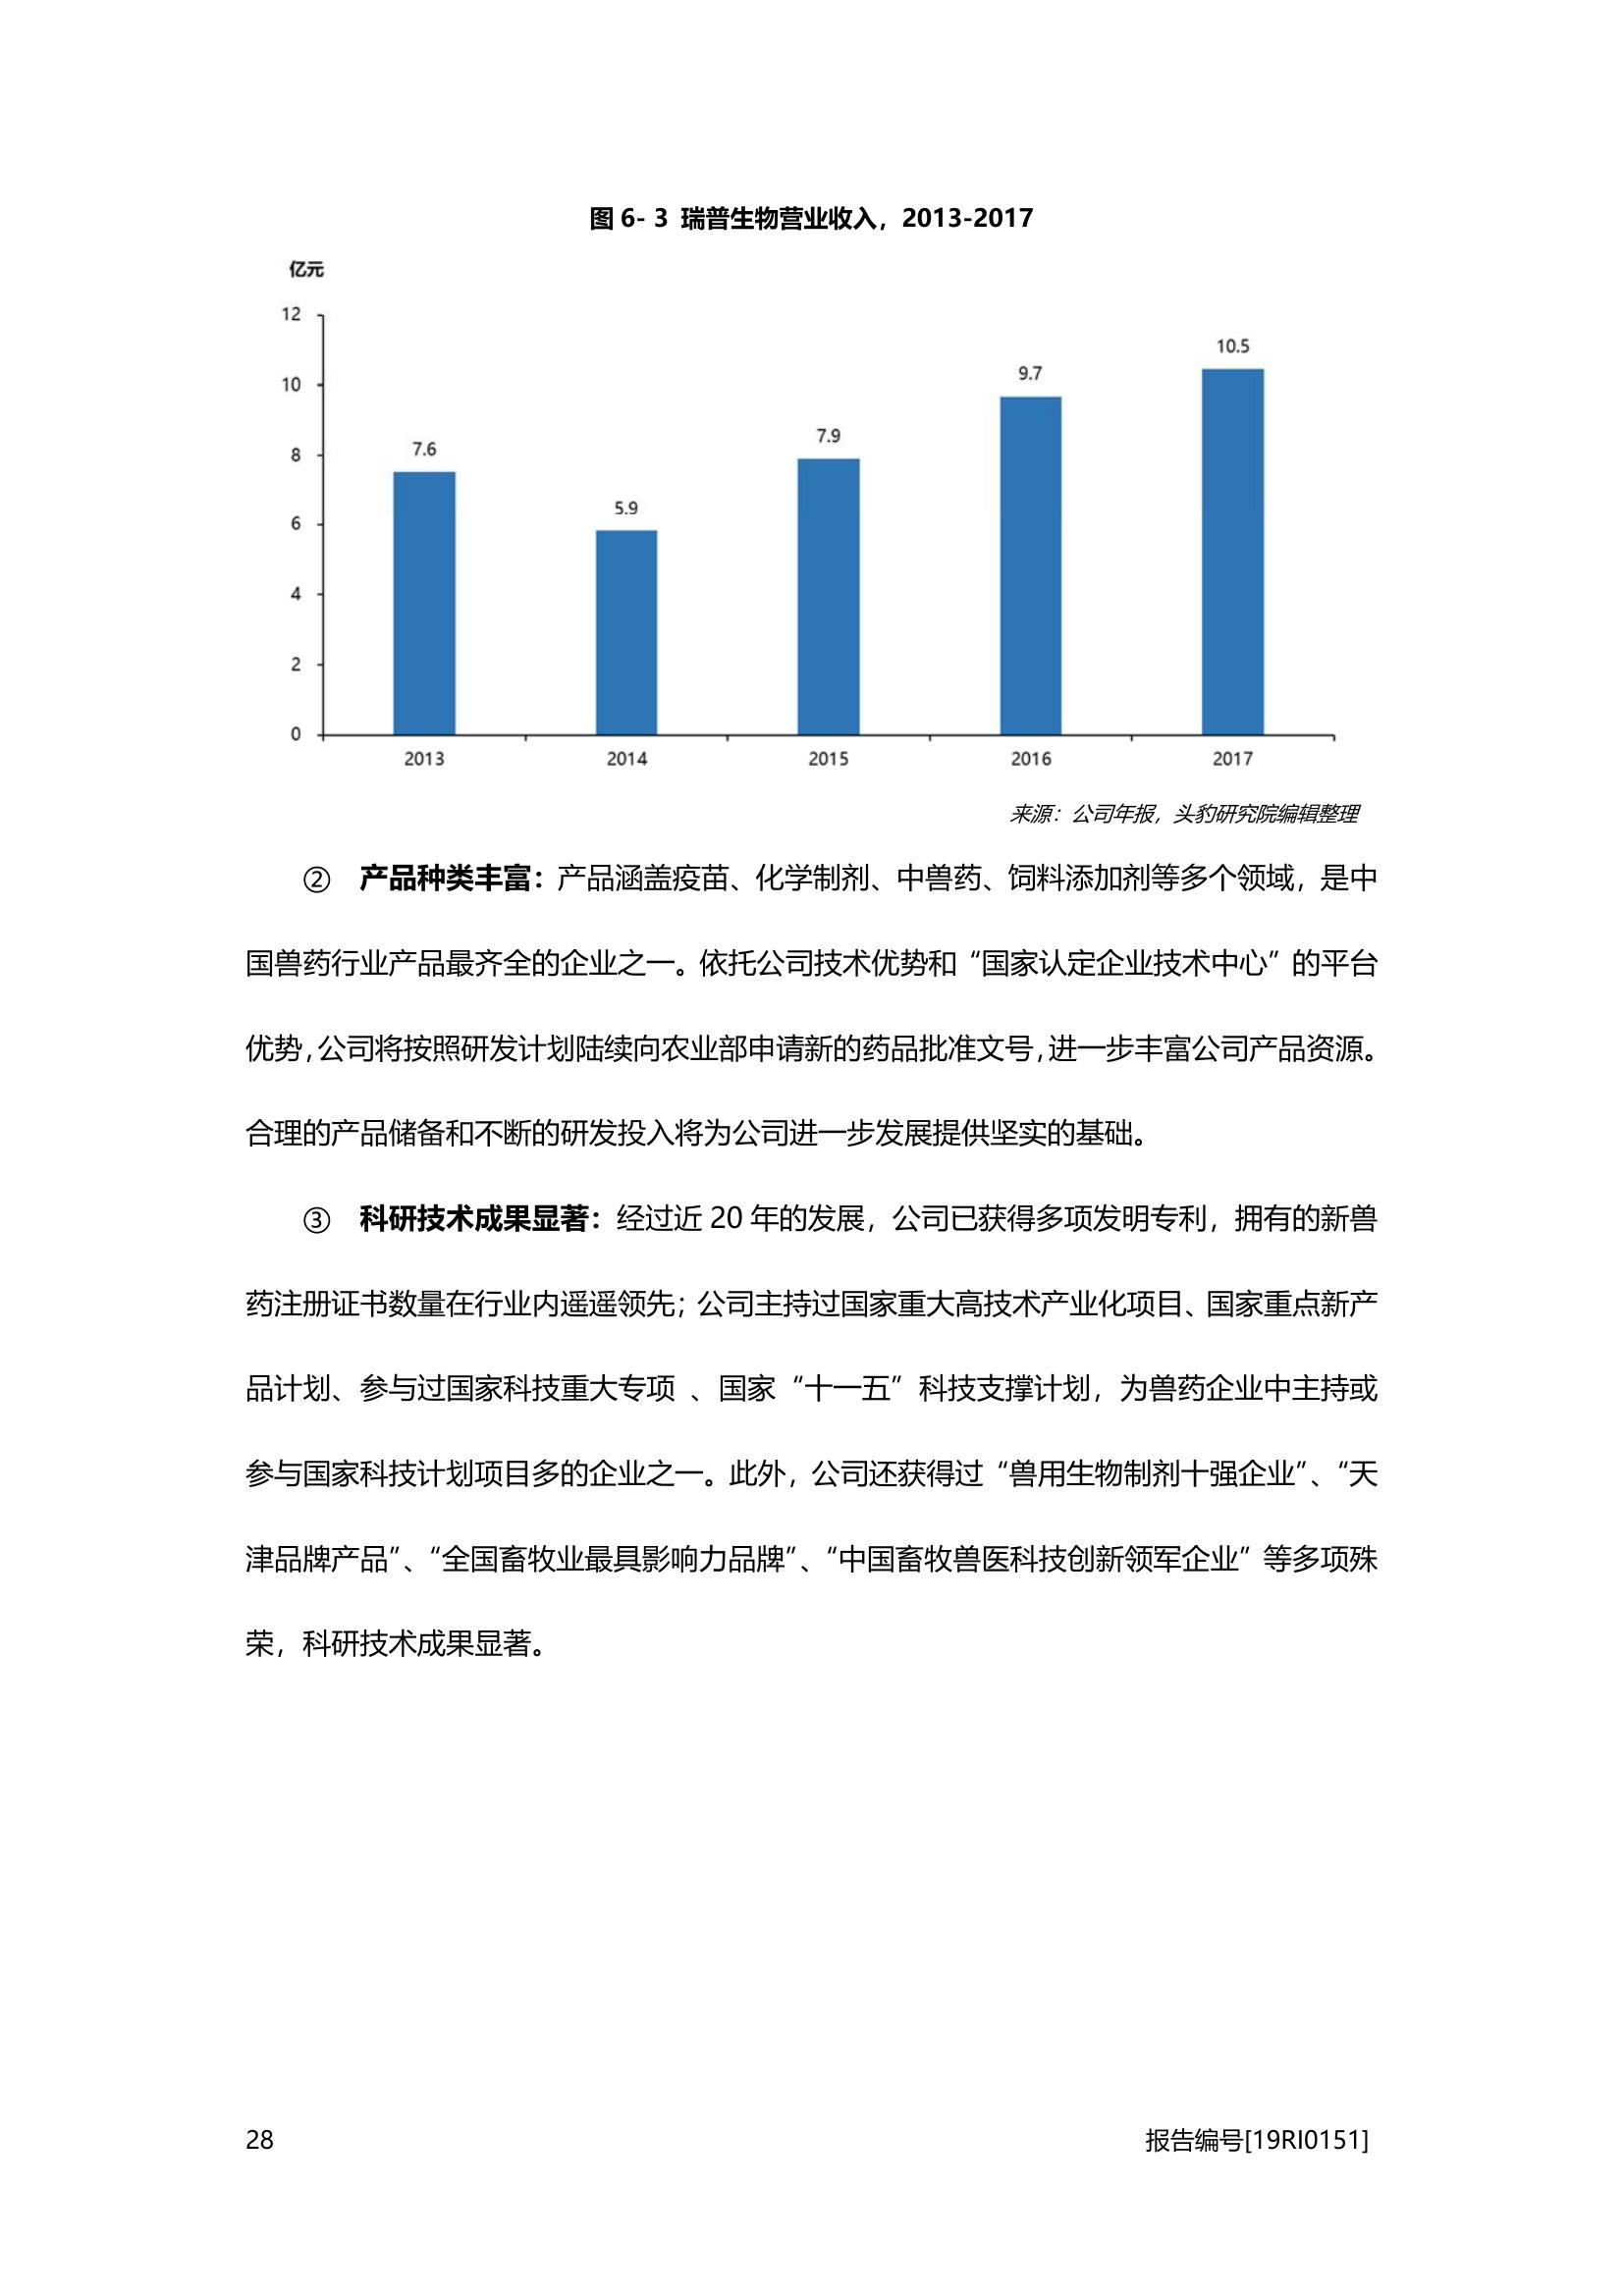 图 6- 3 瑞普生物营业收入，2013-2017
亿元
12
10
8
6
4
2
0
7.6
5.9
7.9
9.7
10.5
2013 2014 2015 2016 2017
来源：公司年报，头豹研究院编辑整理
② 产品种类丰富：产品涵盖疫苗、化学制剂、中兽药、饲料添加剂等多个领域，是中
国兽药行业产品最齐全的企业之一。依托公司技术优势和“国家认定企业技术中心”的平台
优势，公司将按照研发计划陆续向农业部申请新的药品批准文号，进一步丰富公司产品资源。
合理的产品储备和不断的研发投入将为公司进一步发展提供坚实的基础。
③ 科研技术成果显著：经过近 20 年的发展，公司已获得多项发明专利，拥有的新兽
药注册证书数量在行业内遥遥领先；公司主持过国家重大高技术产业化项目、国家重点新产
品计划、参与过国家科技重大专项 、国家“十一五”科技支撑计划，为兽药企业中主持或
参与国家科技计划项目多的企业之一。此外，公司还获得过“兽用生物制剂十强企业”、“天
津品牌产品”、“全国畜牧业最具影响力品牌”、“中国畜牧兽医科技创新领军企业”等多项殊
荣，科研技术成果显著。
28 报告编号[19RI0151]